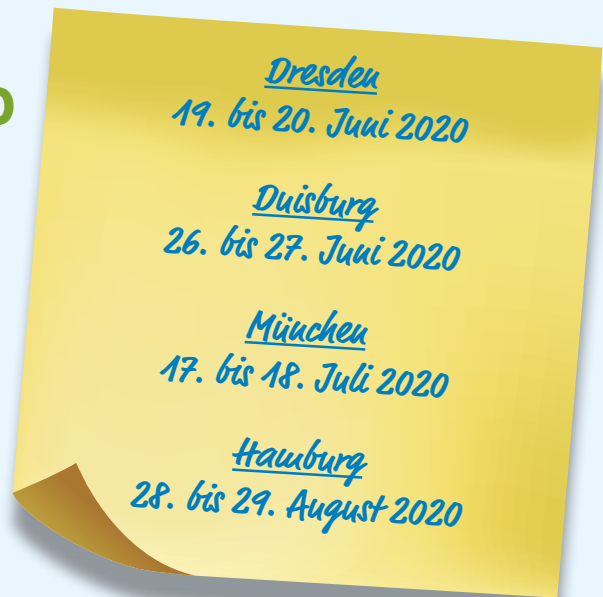 Dresden
19. bis 20. Juni 2020
Duisburg
26. bis 27. Juni 2020
München
17. bis 18. Juli 2020
Hamburg
28. bis 29. August 2020